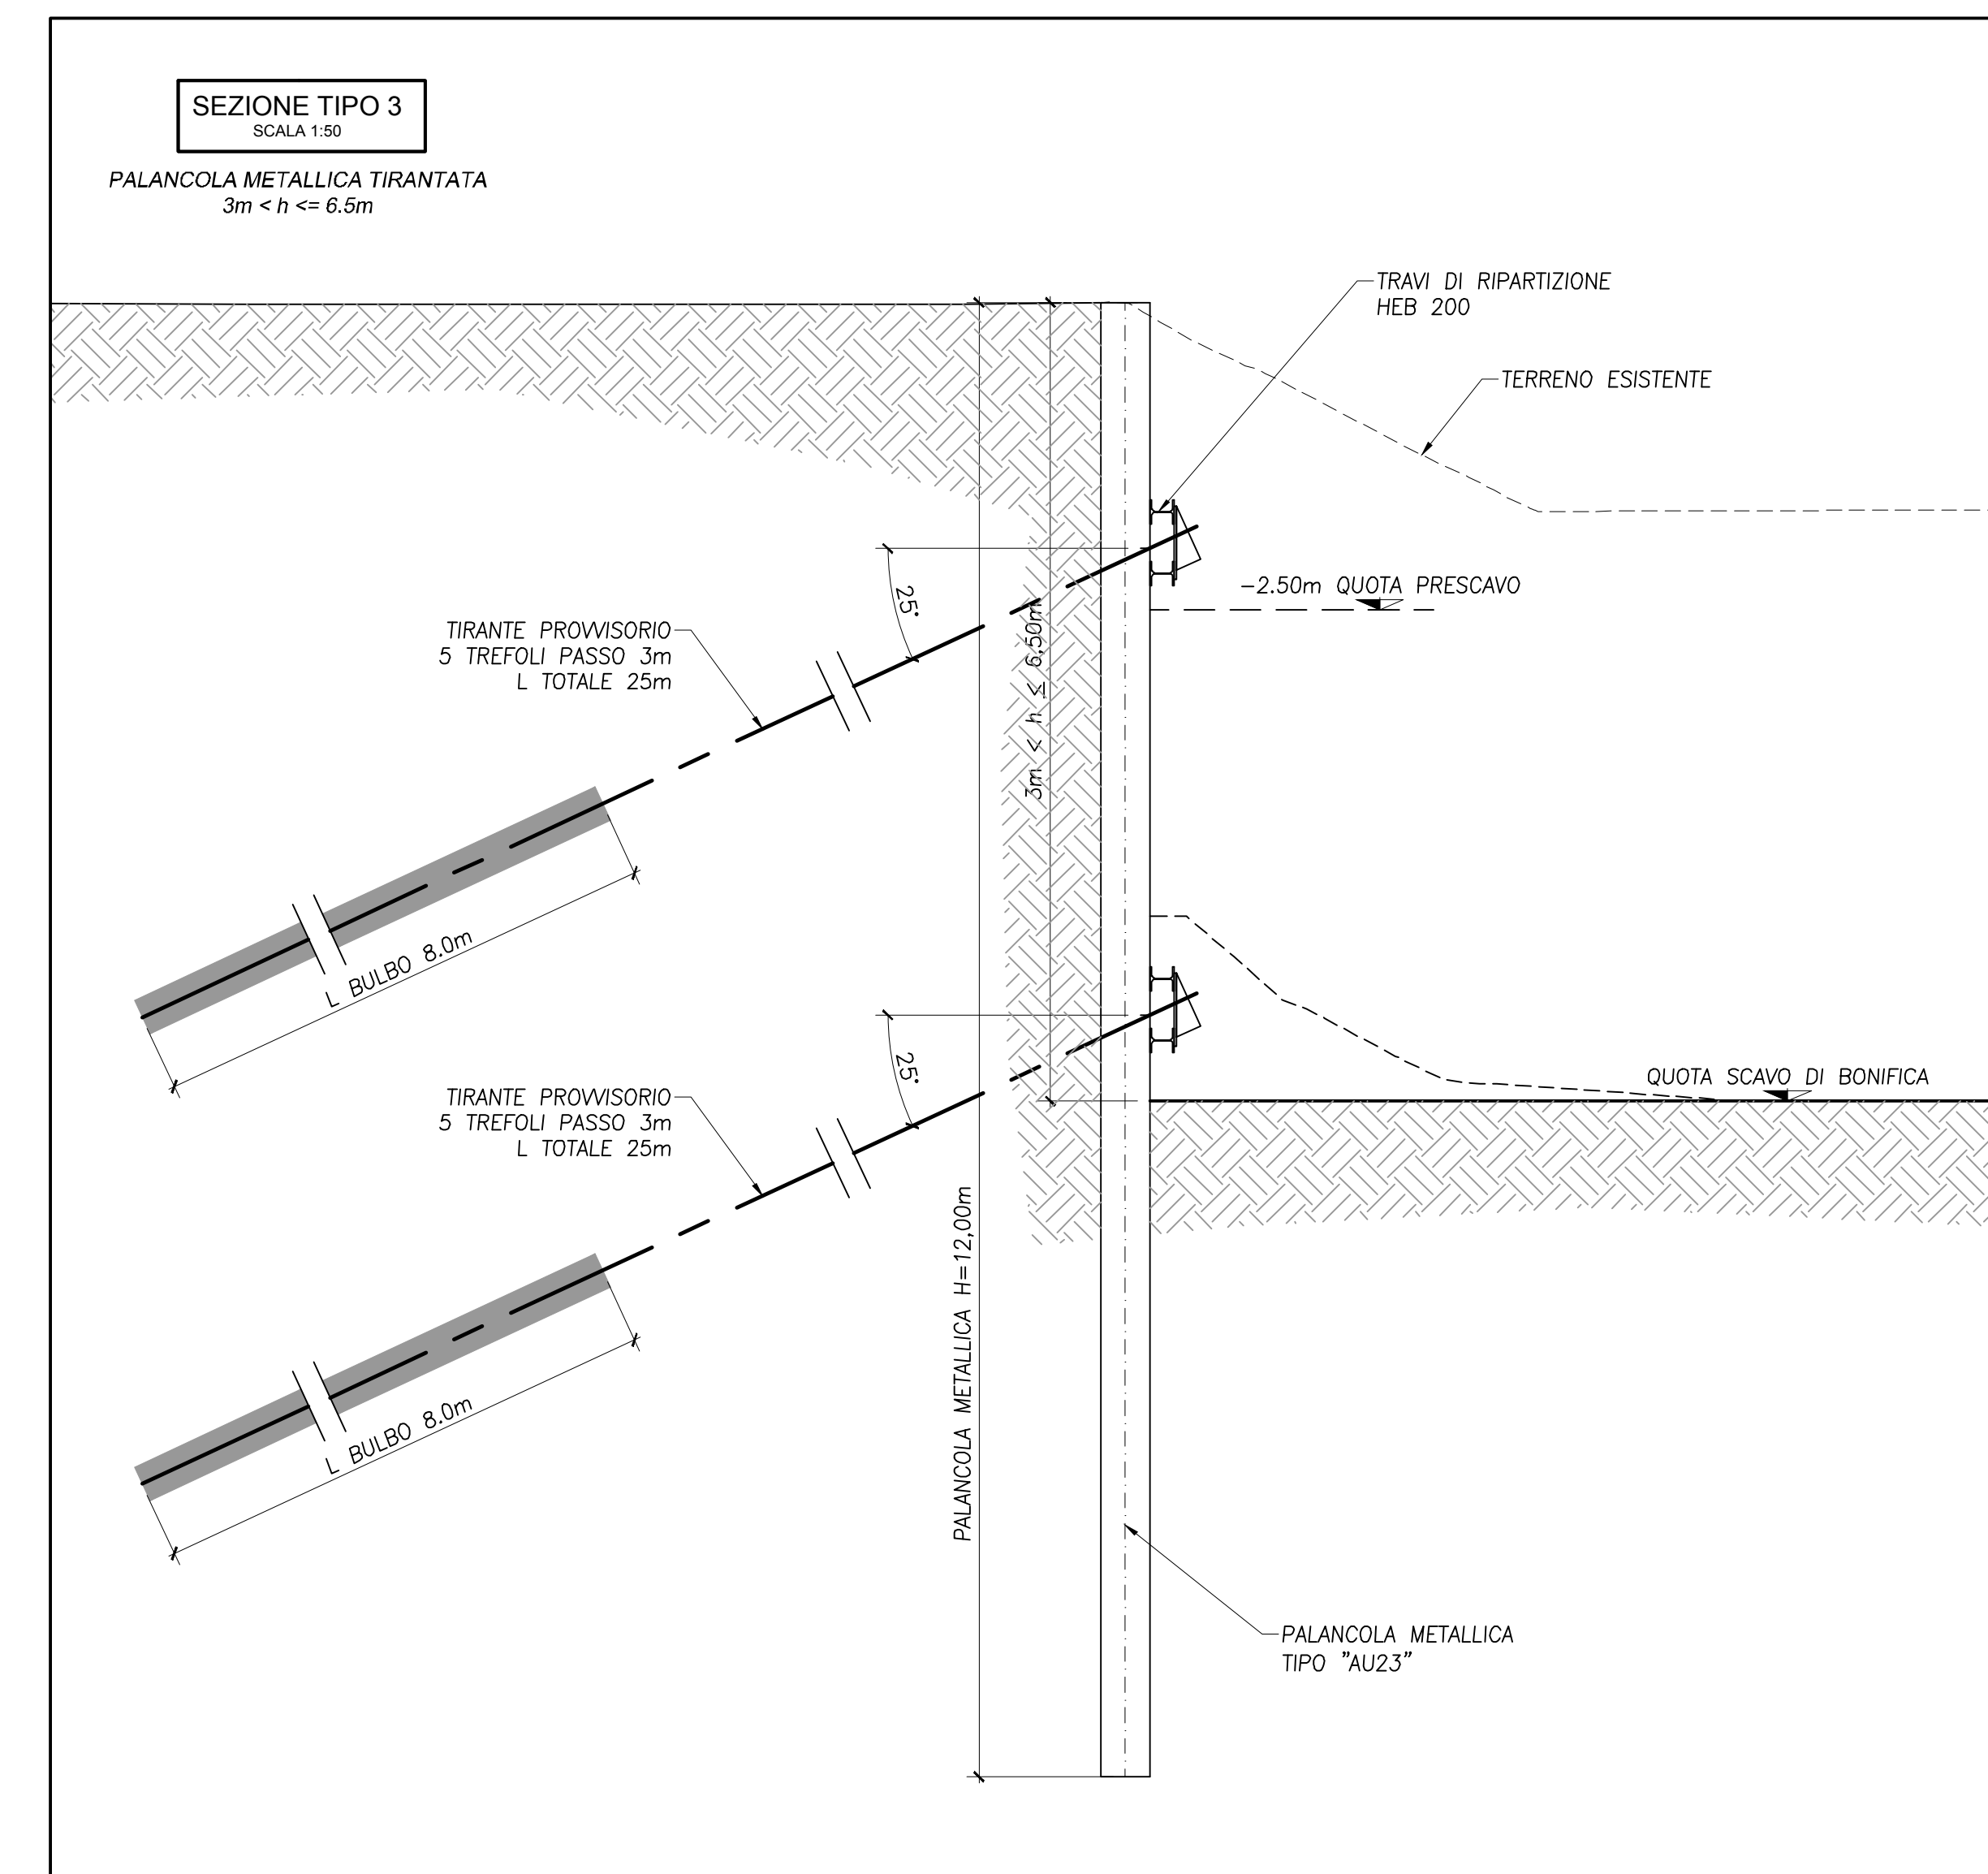 SEZIONE TIPO 3
SCALA 1:50
PALANCOLA METALLICA TIRANTATA
3m < h <= 6.5m
TRAVI DI RIPARTIZIONE
HEB 200
TERRENO ESISTENTE
-2.50m QUOTA PRESCAVO
25°
TIRANTE PROVVISORIO
5 TREFOLI PASSO 3m
L TOTALE 25m
3m < h ≤ 6,50m
L BULBO 8.0m
25°
QUOTA SCAVO DI BONIFICA
TIRANTE PROVVISORIO
5 TREFOLI PASSO 3m
L TOTALE 25m
PALANCOLA METALLICA H=12,00m
L BULBO 8.0m
PALANCOLA METALLICA
TIPO "AU23"